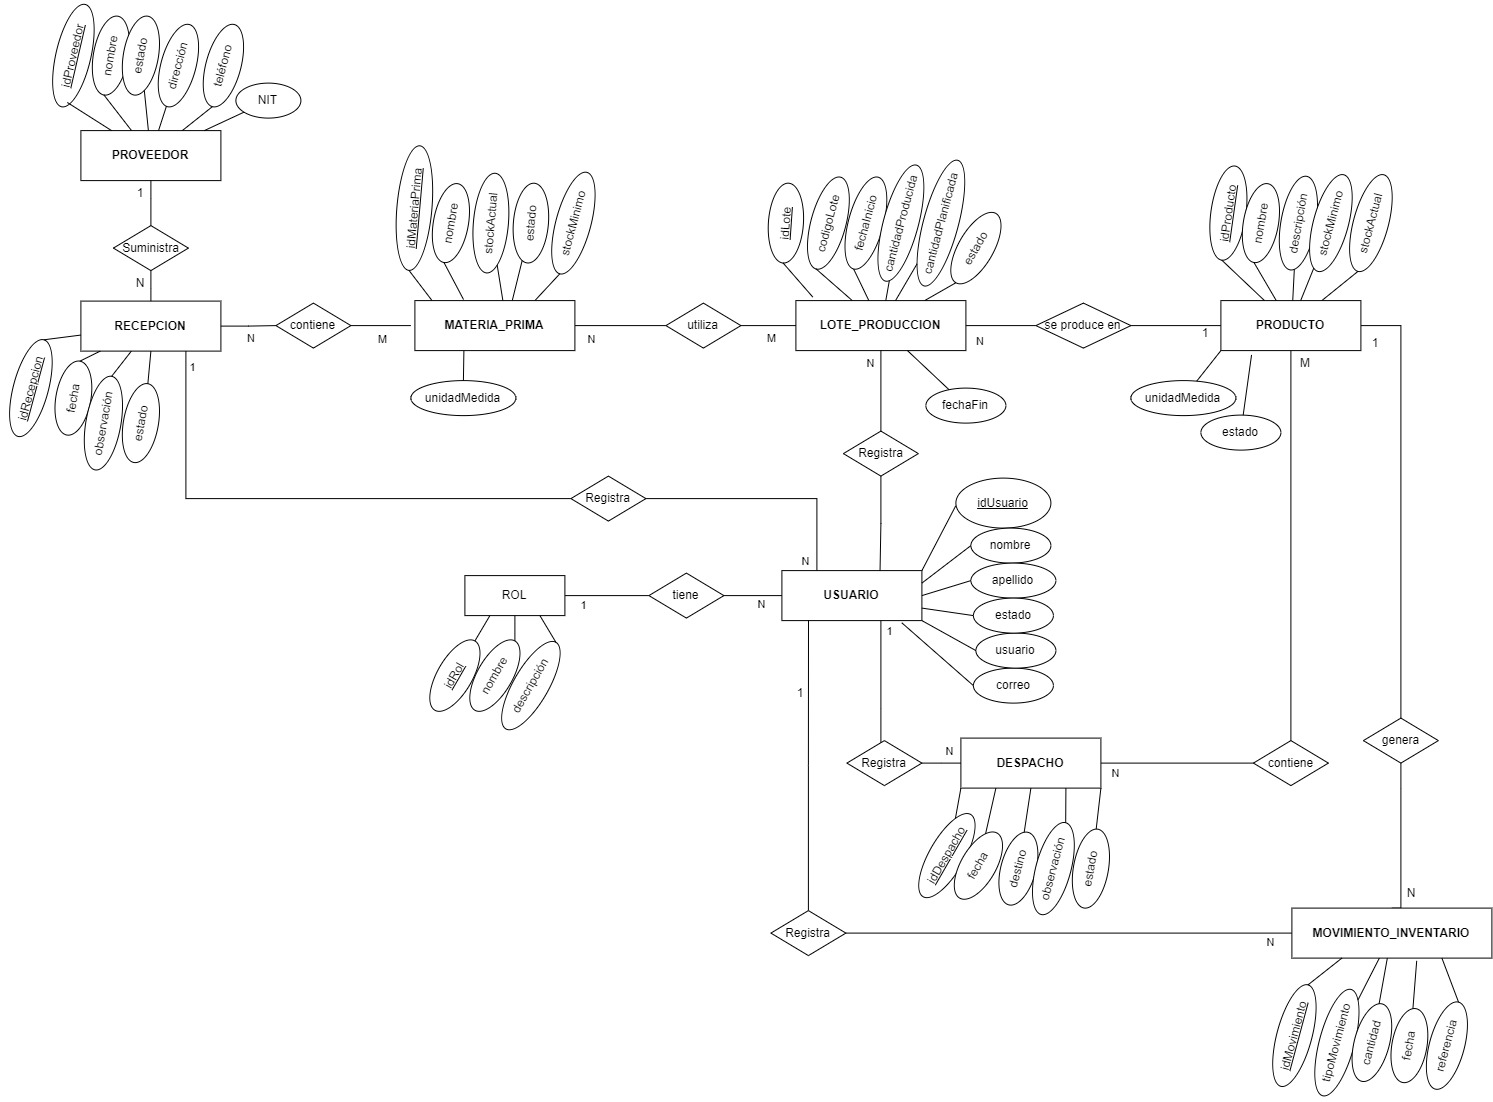 idProveedor
nombre
estado
dirección
teléfono
NIT
PROVEEDOR
1
Suministra
N
idMateriaPrima
nombre
stockActual
estado
stockMinimo
idLote
codigoLote
fechaInicio
cantidadProducida
cantidadPlanificada
estado
idProducto
nombre
descripción
stockMinimo
stockActual
RECEPCION
N
contiene
M
MATERIA_PRIMA
N
utiliza
M
LOTE_PRODUCCION
N
se produce en
1
PRODUCTO
1
M
N
1
idRecepcion
fecha
observación
estado
unidadMedida
fechaFin
unidadMedida
estado
Registra
Registra
N
idUsuario
nombre
apellido
estado
usuario
correo
ROL
1
tiene
N
USUARIO
1
idRol
nombre
descripción
1
Registra
N
DESPACHO
N
contiene
genera
idDespacho
fecha
destino
observación
estado
N
Registra
N
MOVIMIENTO_INVENTARIO
idMovimiento
tipoMovimiento
cantidad
fecha
referencia